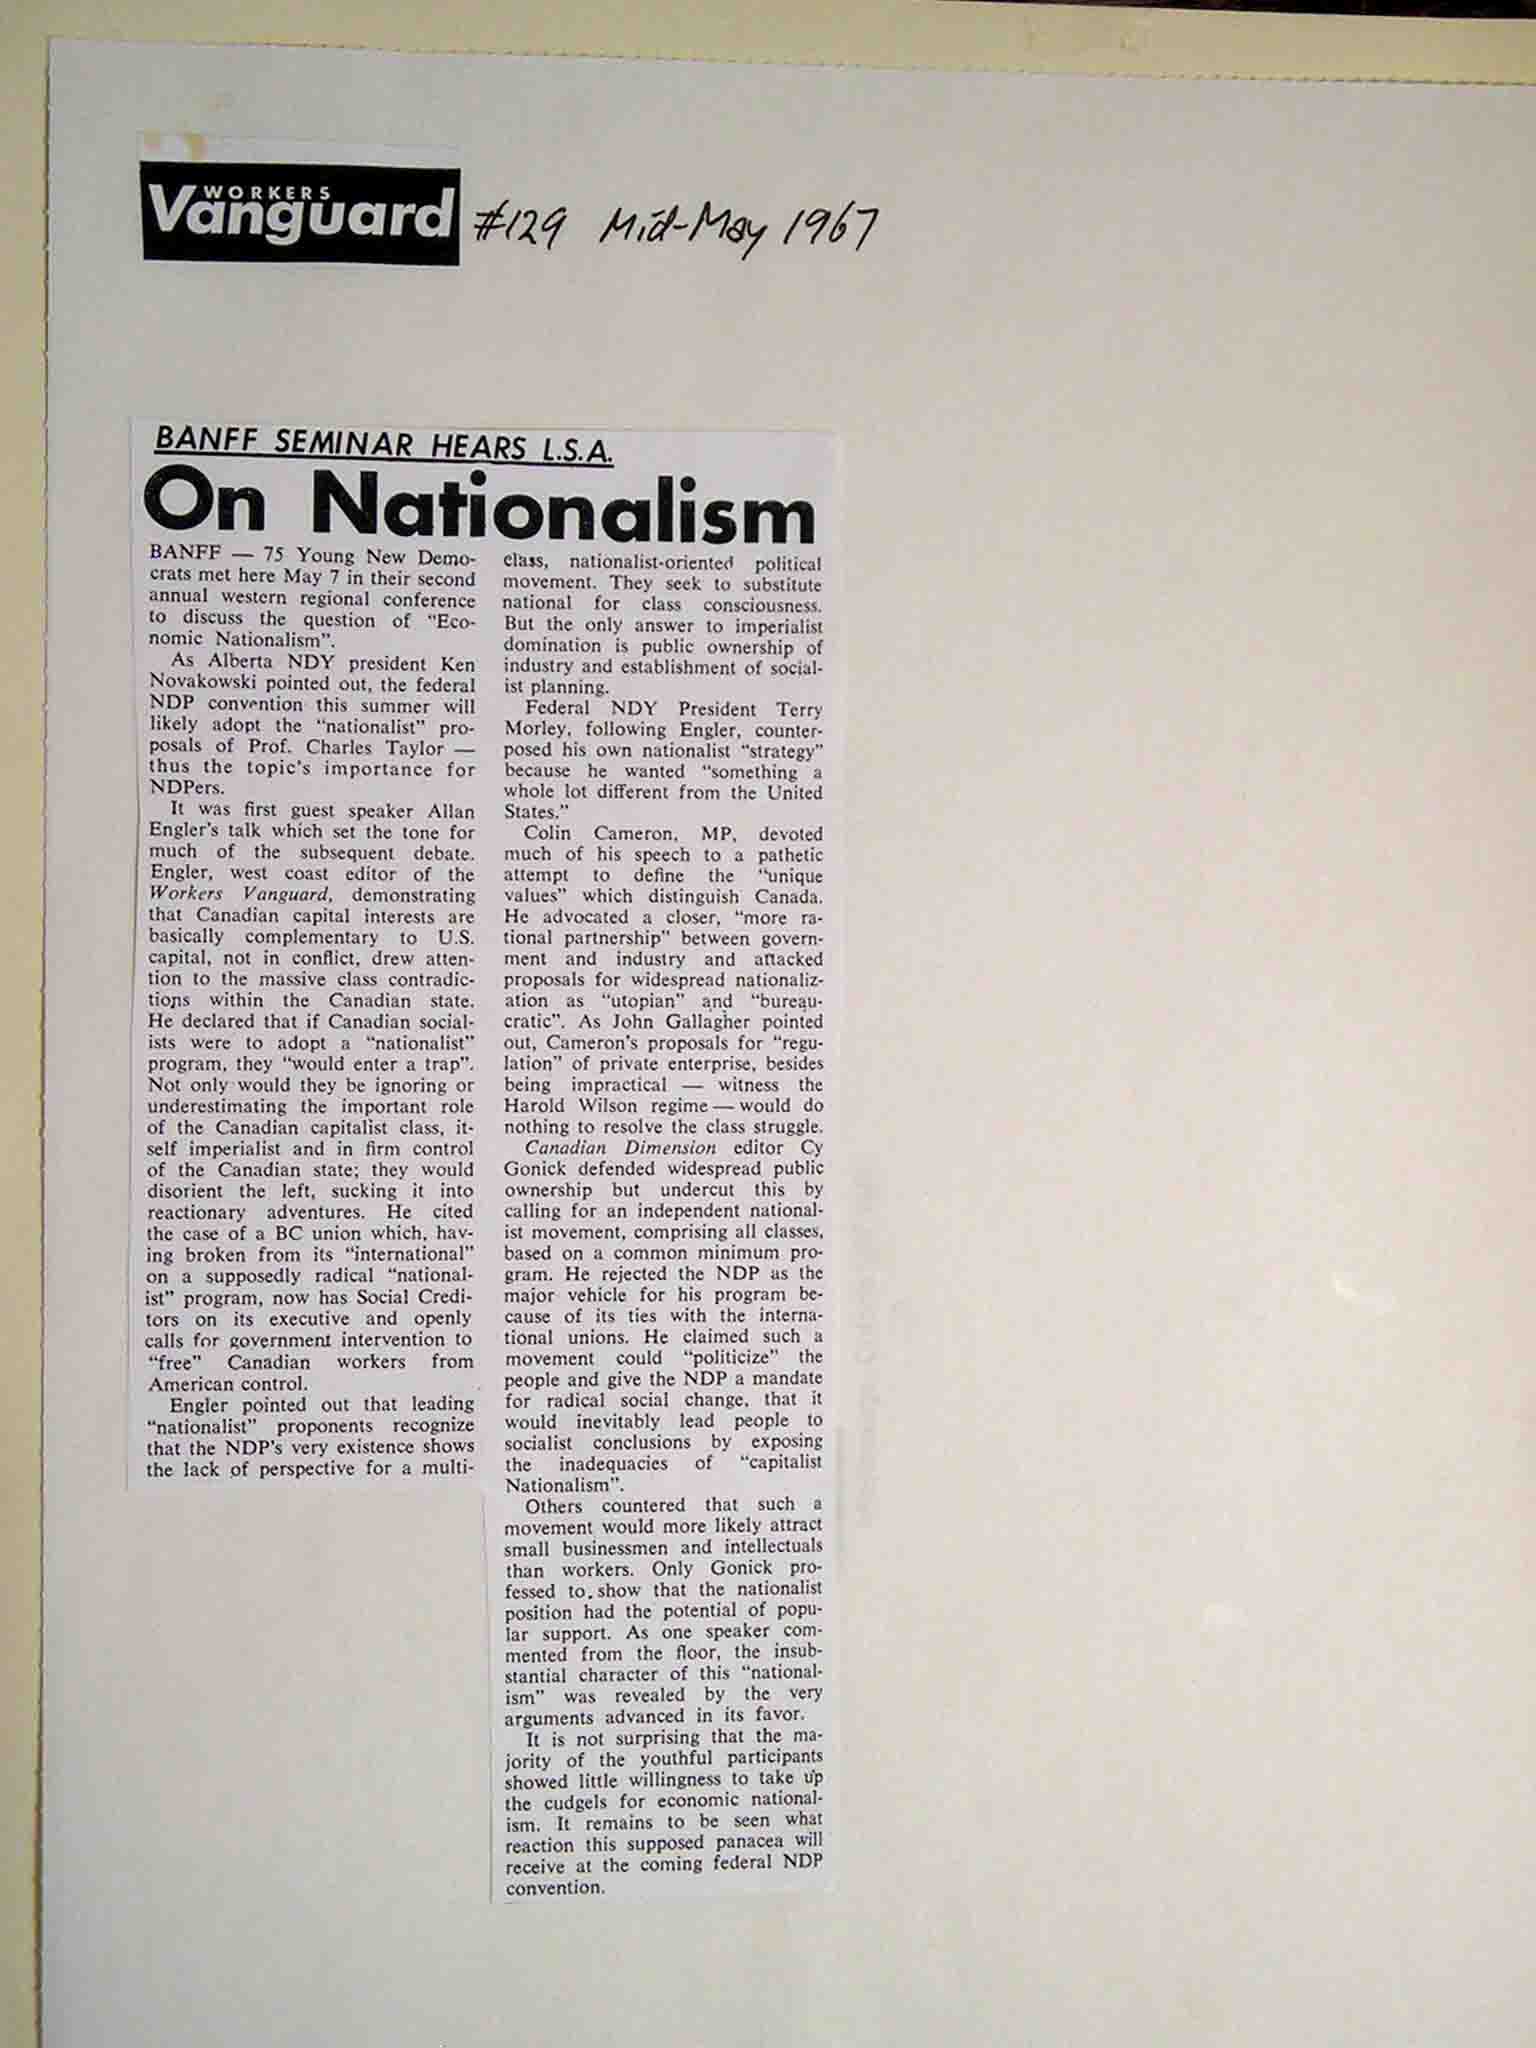 WORKERS
Vanguard
#129 Mid-May 1967
BANFF SEMINAR HEARS L.S.A.
On Nationalism
BANFF — 75 Young New Demo-
crats met here May 7 in their second
annual western regional conference
to discuss the question of "Eco-
nomic Nationalism".
As Alberta NDY president Ken
Novakowski pointed out, the federal
NDP convention this summer will
likely adopt the "nationalist" pro-
posals of Prof. Charles Taylor —
thus the topic's importance for
NDPers.
It was first guest speaker Allan
Engler's talk which set the tone for
much of the subsequent debate.
Engler, west coast editor of the
Workers Vanguard, demonstrating
that Canadian capital interests are
basically complementary to U.S.
capital, not in conflict, drew atten-
tion to the massive class contradic-
tions within the Canadian state.
He declared that if Canadian social-
ists were to adopt a "nationalist"
program, they "would enter a trap".
Not only would they be ignoring or
underestimating the important role
of the Canadian capitalist class, it-
self imperialist and in firm control
of the Canadian state; they would
disorient the left, sucking it into
reactionary adventures. He cited
the case of a BC union which, hav-
ing broken from its "international"
on a supposedly radical "national-
ist" program, now has Social Credi-
tors on its executive and openly
calls for government intervention to
"free" Canadian workers from
American control.
Engler pointed out that leading
"nationalist" proponents recognize
that the NDP's very existence shows
the lack of perspective for a multi-
class, nationalist-oriented political
movement. They seek to substitute
national for class consciousness.
But the only answer to imperialist
domination is public ownership of
industry and establishment of social-
ist planning.
Federal NDY President Terry
Morley, following Engler, counter-
posed his own nationalist "strategy"
because he wanted "something a
whole lot different from the United
States."
Colin Cameron, MP, devoted
much of his speech to a pathetic
attempt to define the "unique
values" which distinguish Canada.
He advocated a closer, "more ra-
tional partnership" between govern-
ment and industry and attacked
proposals for widespread nationaliz-
ation as "utopian" and "bureau-
cratic". As John Gallagher pointed
out, Cameron's proposals for "regu-
lation" of private enterprise, besides
being impractical — witness the
Harold Wilson regime — would do
nothing to resolve the class struggle.
Canadian Dimension editor Cy
Gonick defended widespread public
ownership but undercut this by
calling for an independent national-
ist movement, comprising all classes,
based on a common minimum pro-
gram. He rejected the NDP as the
major vehicle for his program be-
cause of its ties with the interna-
tional unions. He claimed such a
movement could "politicize" the
people and give the NDP a mandate
for radical social change, that it
would inevitably lead people to
socialist conclusions by exposing
the inadequacies of "capitalist
Nationalism".
Others countered that such a
movement would more likely attract
small businessmen and intellectuals
than workers. Only Gonick pro-
fessed to show that the nationalist
position had the potential of popu-
lar support. As one speaker com-
mented from the floor, the insub-
stantial character of this "national-
ism" was revealed by the very
arguments advanced in its favor.
It is not surprising that the ma-
jority of the youthful participants
showed little willingness to take up
the cudgels for economic national-
ism. It remains to be seen what
reaction this supposed panacea will
receive at the coming federal NDP
convention.